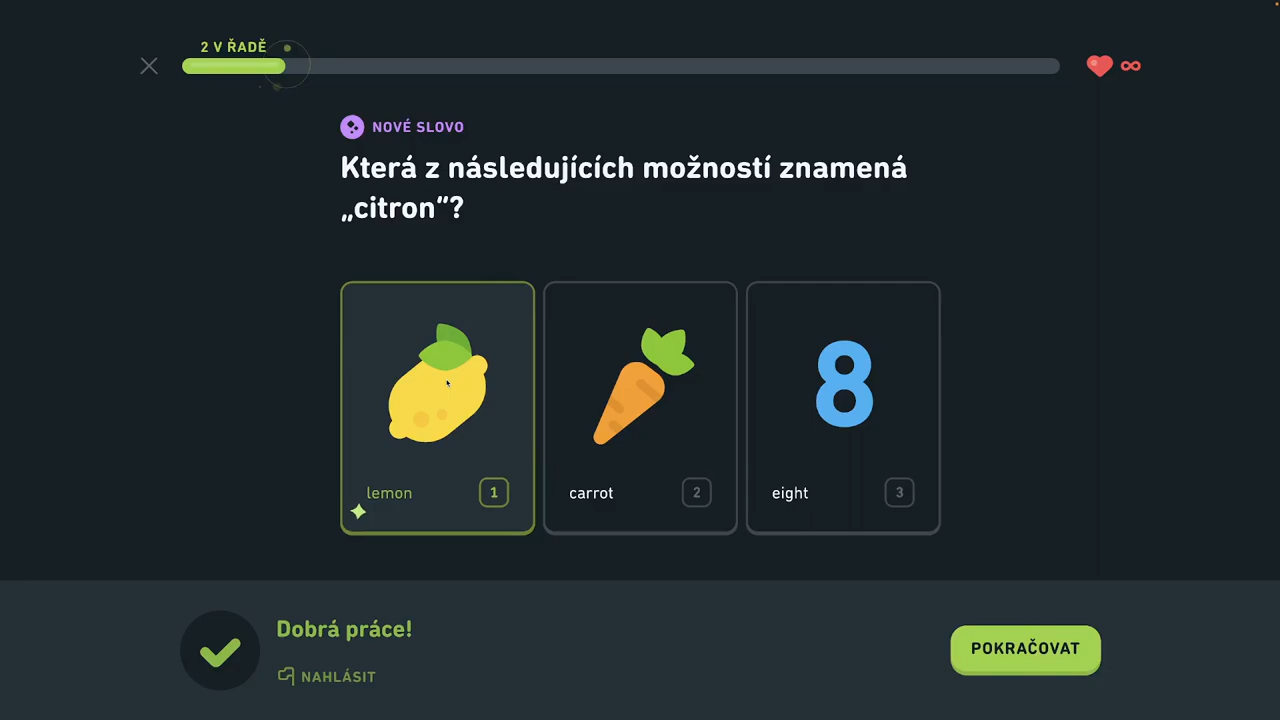 2 V ŘADĚ
NOVÉ SLOVO
Která z následujících možností znamená
„citron“?
8
lemon 1
carrot 2
eight 3
Dobrá práce!
NAHLÁSIT
POKRAČOVAT